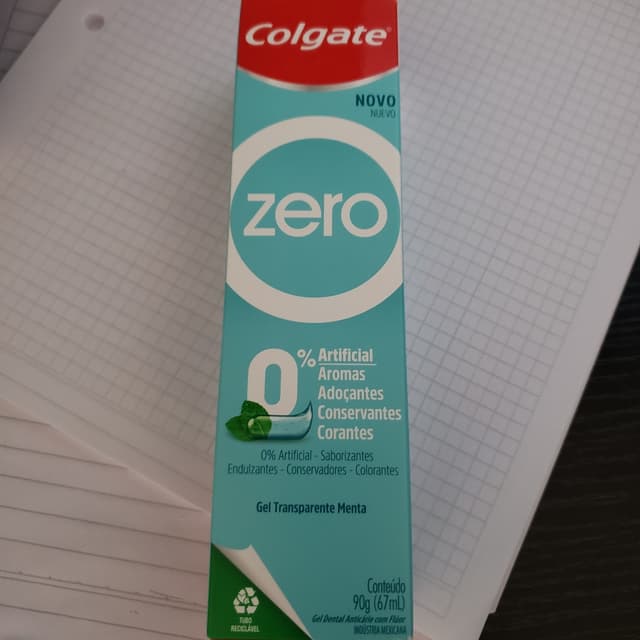 Colgate®
NOVO
NUEVO
zero
0% Artificial
Aromas
Adoçantes
Conservantes
Corantes
0% Artificial - Saborizantes
Endulzantes - Conservadores - Colorantes
Gel Transparente Menta
Conteúdo
90g (67mL)
Gel Dental Anticárie com Flúor
INDÚSTRIA MEXICANA
TUBO
RECICLÁVEL